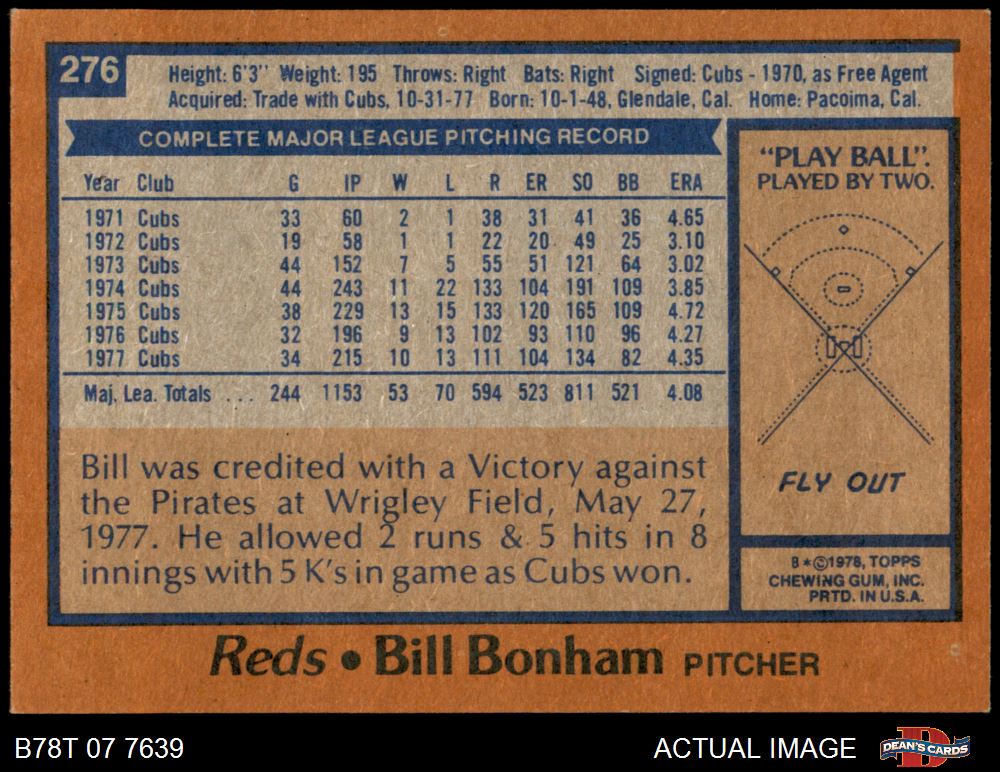 276
Height: 6'3" Weight: 195 Throws: Right Bats: Right Signed: Cubs - 1970, as Free Agent
Acquired: Trade with Cubs, 10-31-77 Born: 10-1-48, Glendale, Cal. Home: Pacoima, Cal.
COMPLETE MAJOR LEAGUE PITCHING RECORD
Year Club G IP W L R ER SO BB ERA
1971 Cubs 33 60 2 1 38 31 41 36 4.65
1972 Cubs 19 58 1 1 22 20 49 25 3.10
1973 Cubs 44 152 7 5 55 51 121 64 3.02
1974 Cubs 44 243 11 22 133 104 191 109 3.85
1975 Cubs 38 229 13 15 133 120 165 109 4.72
1976 Cubs 32 196 9 13 102 93 110 96 4.27
1977 Cubs 34 215 10 13 111 104 134 82 4.35
Maj. Lea. Totals . . . 244 1153 53 70 594 523 811 521 4.08
Bill was credited with a Victory against
the Pirates at Wrigley Field, May 27,
1977. He allowed 2 runs & 5 hits in 8
innings with 5 K's in game as Cubs won.
"PLAY BALL".
PLAYED BY TWO.
FLY OUT
B*©1978, TOPPS
CHEWING GUM, INC.
PRTD. IN U.S.A.
Reds • Bill Bonham PITCHER
B78T 07 7639
ACTUAL IMAGE
DEAN'S CARDS